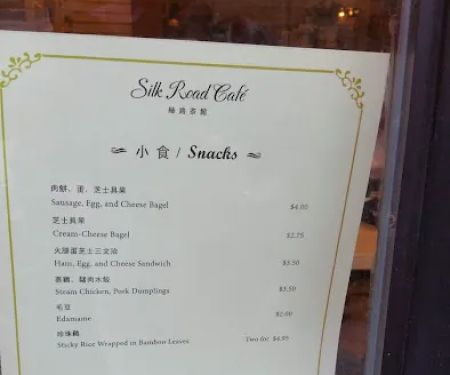 Silk Road Café
絲路茶館
小食 / Snacks
肉餅、蛋、芝士貝果
Sausage, Egg, and Cheese Bagel $4.00
芝士貝果
Cream-Cheese Bagel $2.75
火腿蛋芝士三文治
Ham, Egg, and Cheese Sandwich $3.50
蒸雞、豬肉水餃
Steam Chicken, Pork Dumplings $3.50
毛豆
Edamame $2.00
珍珠雞
Sticky Rice Wrapped in Bamboo Leaves Two for $4.95